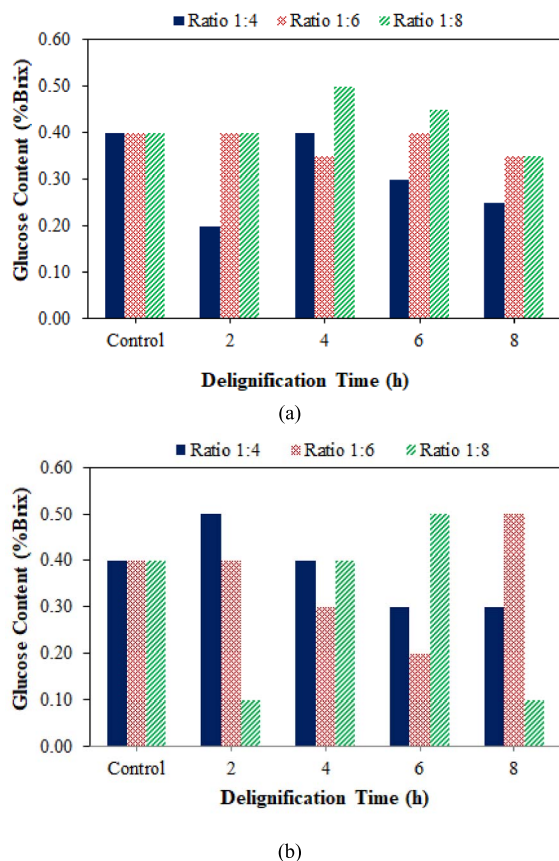 Ratio 1:4 Ratio 1:6 Ratio 1:8
0.60
0.50
0.40
0.30
0.20
0.10
0.00
Glucose Content (%Brix)
Control 2 4 6 8
Delignification Time (h)
(a)
Ratio 1:4 Ratio 1:6 Ratio 1:8
0.60
0.50
0.40
0.30
0.20
0.10
0.00
Glucose Content (%Brix)
Control 2 4 6 8
Delignification Time (h)
(b)